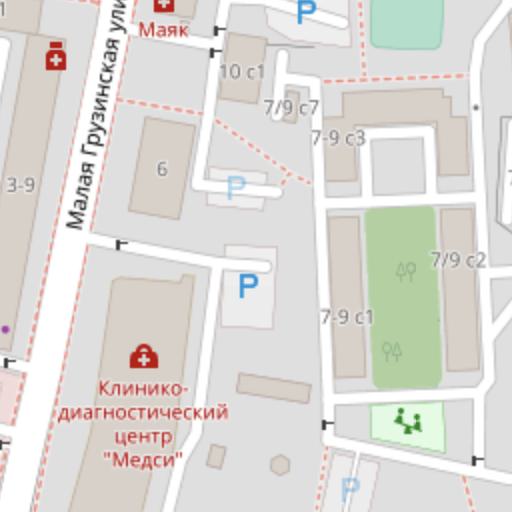 P
Маяк
10 с1
Малая Грузинская ули
7/9 с7
7-9 с3
6
3-9
P
7/9 с2
P
7-9 с1
Клинико-
диагностический
центр
"Медси"
P